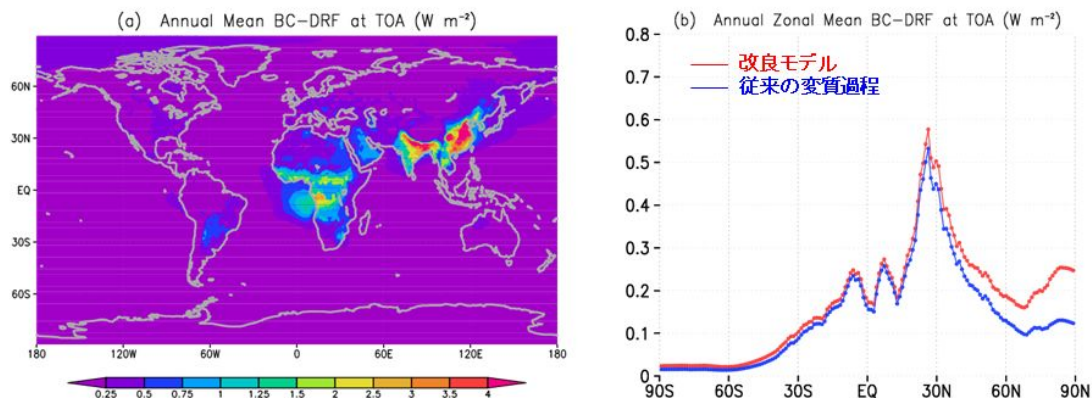 (a) Annual Mean BC-DRF at TOA (W m⁻²)
60N
30N
EQ
30S
60S
180 120W 60W 0 60E 120E 180
0.25 0.5 0.75 1 1.25 1.5 2 2.5 3 3.5 4
(b) Annual Zonal Mean BC-DRF at TOA (W m⁻²)
改良モデル
従来の変質過程
0.8
0.7
0.6
0.5
0.4
0.3
0.2
0.1
0
90S 60S 30S EQ 30N 60N 90N